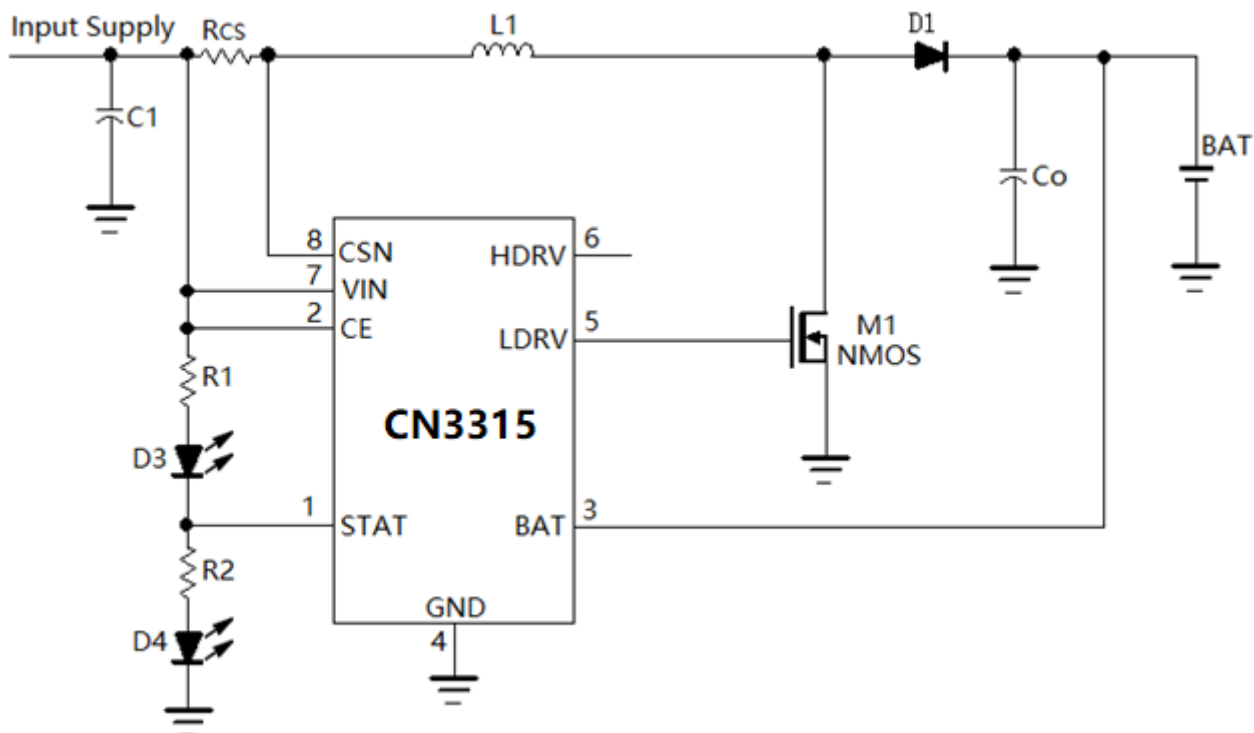 Input Supply
Rcs
L1
D1
C1
BAT
Co
8
CSN
HDRV
6
7
VIN
2
CE
LDRV
5
M1
NMOS
R1
CN3315
D3
1
STAT
BAT
3
R2
GND
4
D4